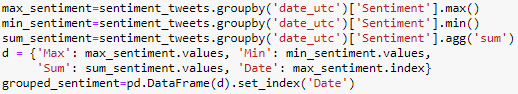 max_sentiment=sentiment_tweets.groupby('date_utc')['Sentiment'].max()
min_sentiment=sentiment_tweets.groupby('date_utc')['Sentiment'].min()
sum_sentiment=sentiment_tweets.groupby('date_utc')['Sentiment'].agg('sum')
d = {'Max': max_sentiment.values, 'Min': min_sentiment.values,
     'Sum': sum_sentiment.values, 'Date': max_sentiment.index}
grouped_sentiment=pd.DataFrame(d).set_index('Date')